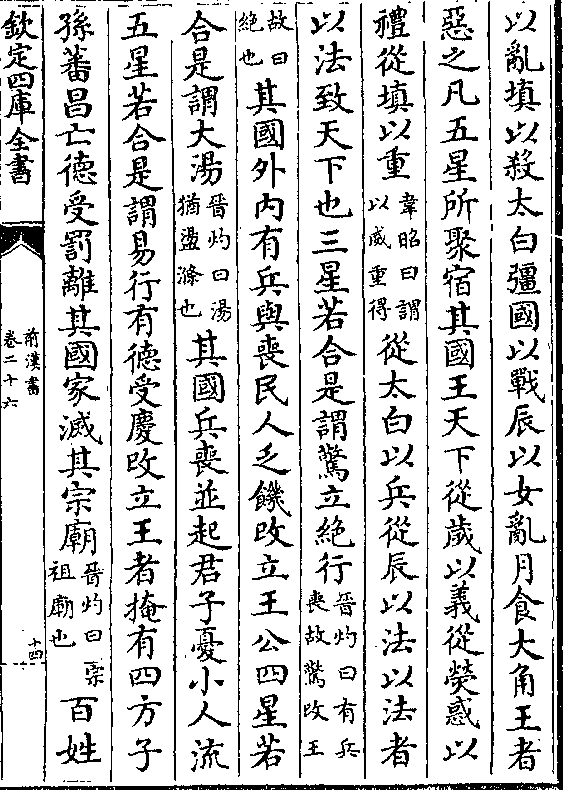 以亂填以殺太白彊國以戰辰以女亂月食大角王者
惡之凡五星所聚宿其國王天下從歲以義從熒惑以
禮從填以重韋昭曰謂以威重得從太白以兵從辰以法以法者
以法致天下也三星若合是謂驚立絶行晉灼曰有兵喪故驚改王
故曰絶也其國外内有兵與喪民人乏饑改立王公四星若
合是謂大湯晉灼曰湯猶盪滌也其國兵喪並起君子憂小人流
五星若合是謂易行有德受慶改立王者掩有四方子
孫蕃昌亡德受罰離其國家滅其宗廟晉灼曰宗祖廟也百姓
欽定四庫全書
前漢書
卷二十六
十四